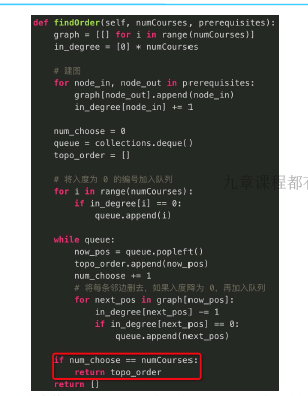 def findOrder(self, numCourses, prerequisites):
graph = [[] for i in range(numCourses)]
in_degree = [0] * numCourses
# 建图
for node_in, node_out in prerequisites:
graph[node_out].append(node_in)
in_degree[node_in] += 1
num_choose = 0
queue = collections.deque()
topo_order = []
# 将入度为 0 的编号加入队列
for i in range(numCourses):
if in_degree[i] == 0:
queue.append(i)
九章课程都有
while queue:
now_pos = queue.popleft()
topo_order.append(now_pos)
num_choose += 1
# 将每条邻边删去，如果入度降为 0，再加入队列
for next_pos in graph[now_pos]:
in_degree[next_pos] -= 1
if in_degree[next_pos] == 0:
queue.append(next_pos)
if num_choose == numCourses:
return topo_order
return []